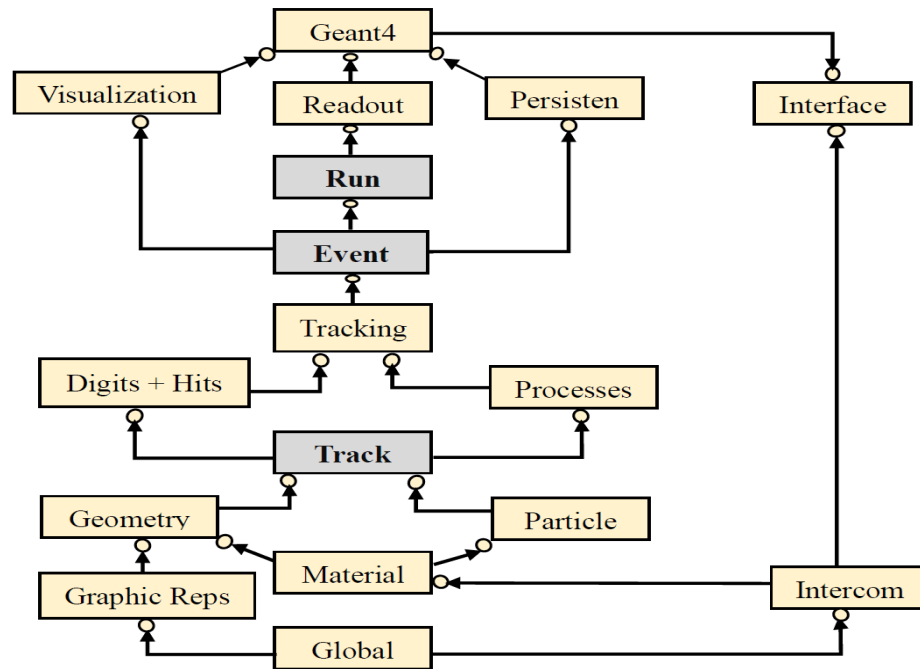 Geant4
Visualization
Readout
Persisten
Interface
Run
Event
Tracking
Digits + Hits
Processes
Track
Geometry
Particle
Material
Graphic Reps
Intercom
Global